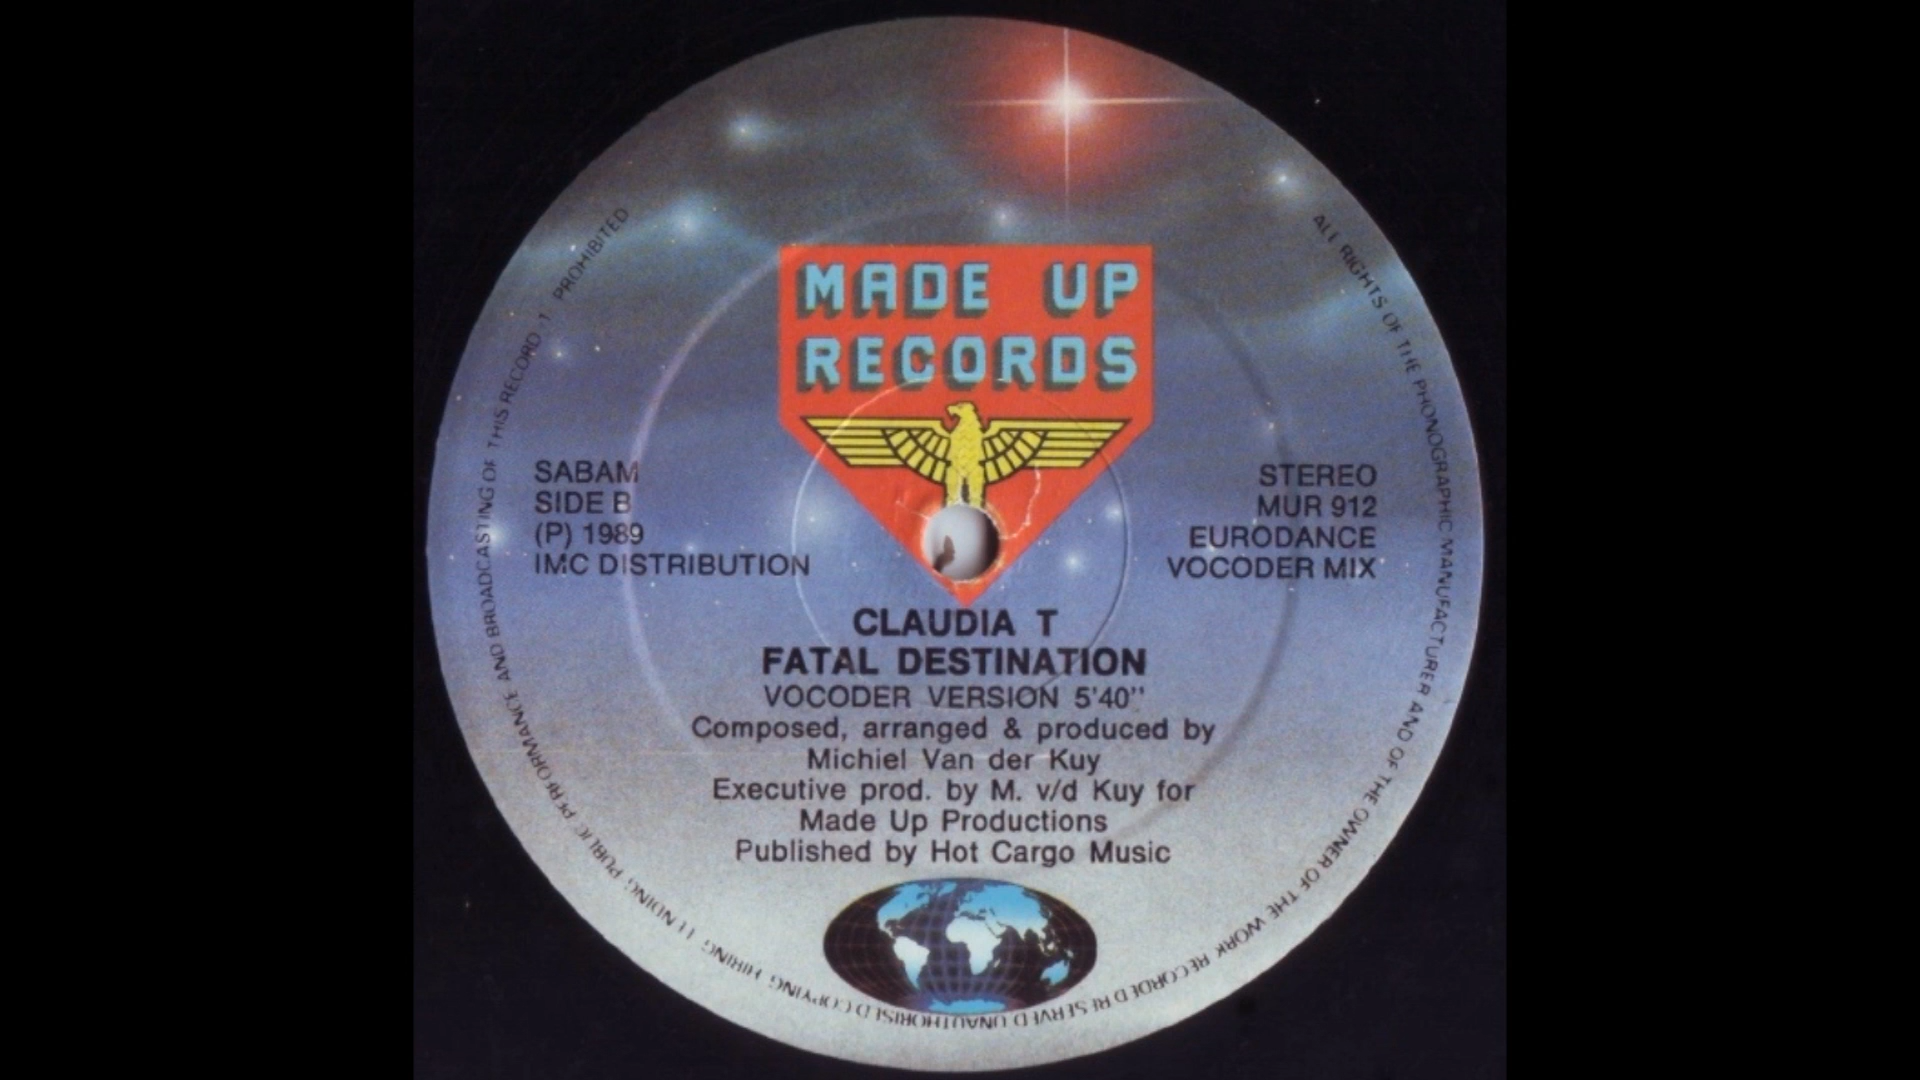 MADE UP
RECORDS
SABAM
SIDE B
(P) 1989
IMC DISTRIBUTION
STEREO
MUR 912
EURODANCE
VOCODER MIX
CLAUDIA T
FATAL DESTINATION
VOCODER VERSION 5'40''
Composed, arranged & produced by
Michiel Van der Kuy
Executive prod. by M. v/d Kuy for
Made Up Productions
Published by Hot Cargo Music
ALL RIGHTS OF THE PHONOGRAPHIC MANUFACTURER AND OF THE OWNER OF THE WORK RECORDED RESERVED UNAUTHORISED COPYING, HIRING, LENDING, PUBLIC PERFORMANCE AND BROADCASTING OF THIS RECORD T PROHIBITED